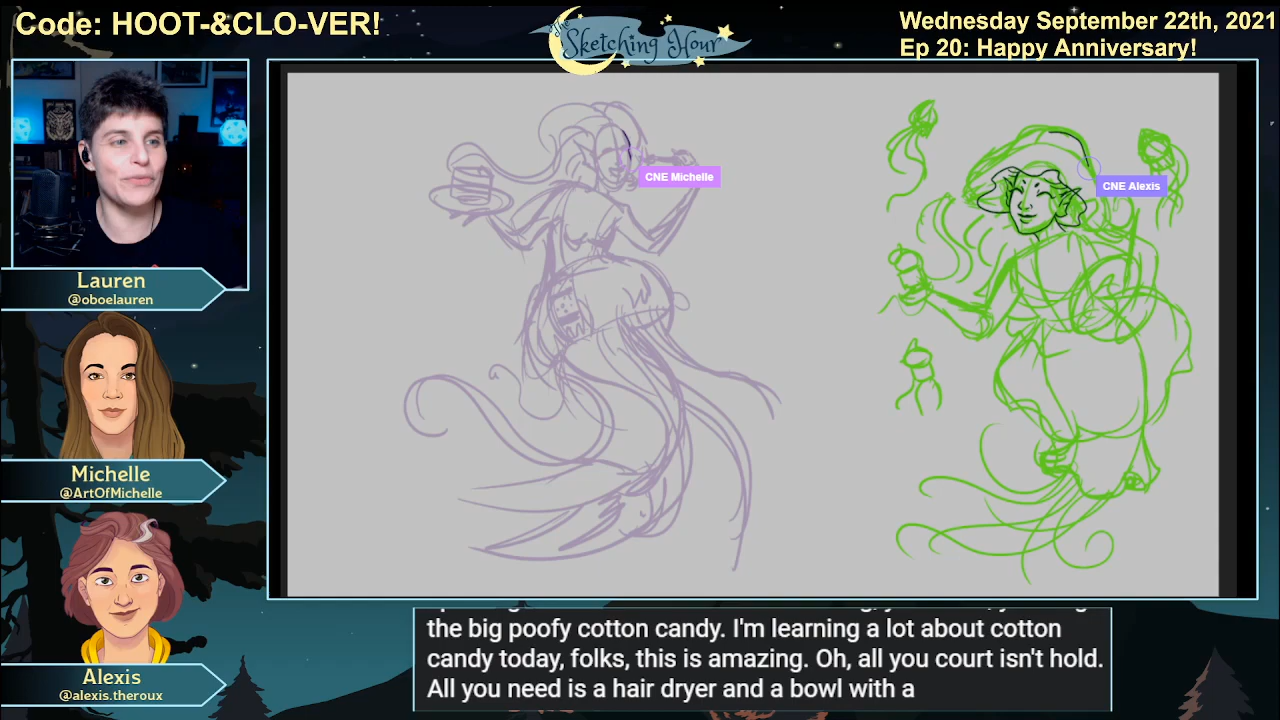 Code: HOOT-&CLO-VER!
The
Sketching Hour
Wednesday September 22th, 2021
Ep 20: Happy Anniversary!
CNE Michelle
CNE Alexis
Lauren
@oboelauren
Michelle
@ArtOfMichelle
Alexis
@alexis.theroux
the big poofy cotton candy. I'm learning a lot about cotton
candy today, folks, this is amazing. Oh, all you court isn't hold.
All you need is a hair dryer and a bowl with a